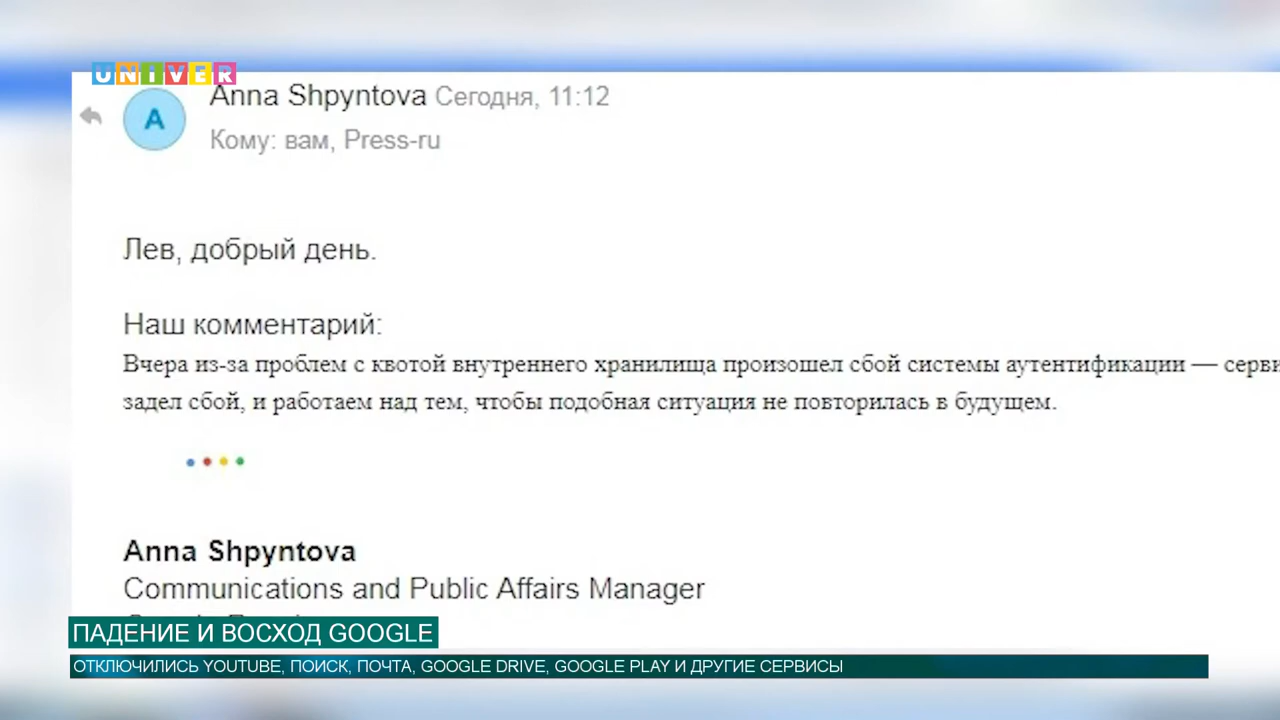 UNIVER
Anna Shpyntova Сегодня, 11:12
A
Кому: вам, Press-ru
Лев, добрый день.
Наш комментарий:
Вчера из-за проблем с квотой внутреннего хранилища произошел сбой системы аутентификации —
задел сбой, и работаем над тем, чтобы подобная ситуация не повторилась в будущем.
Anna Shpyntova
Communications and Public Affairs Manager
ПАДЕНИЕ И ВОСХОД GOOGLE
ОТКЛЮЧИЛИСЬ YOUTUBE, ПОИСК, ПОЧТА, GOOGLE DRIVE, GOOGLE PLAY И ДРУГИЕ СЕРВИСЫ